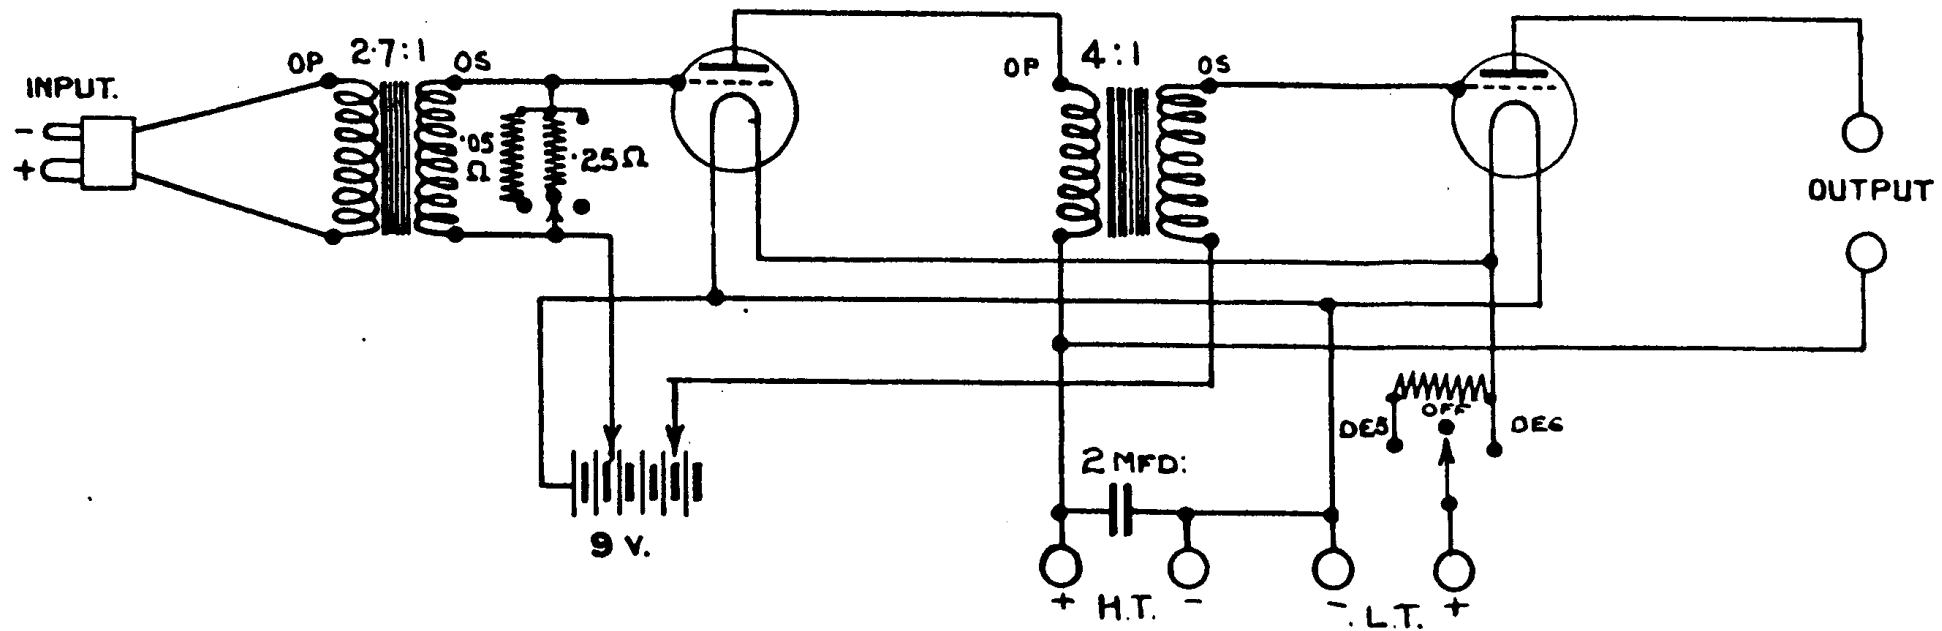 INPUT.
-
+
OP
2·7:1
OS
·05
Ω
·25Ω
OP
4:1
OS
OUTPUT
9 V.
2 MFD:
DE5
OFF
DE6
+ H.T. -
- L.T. +